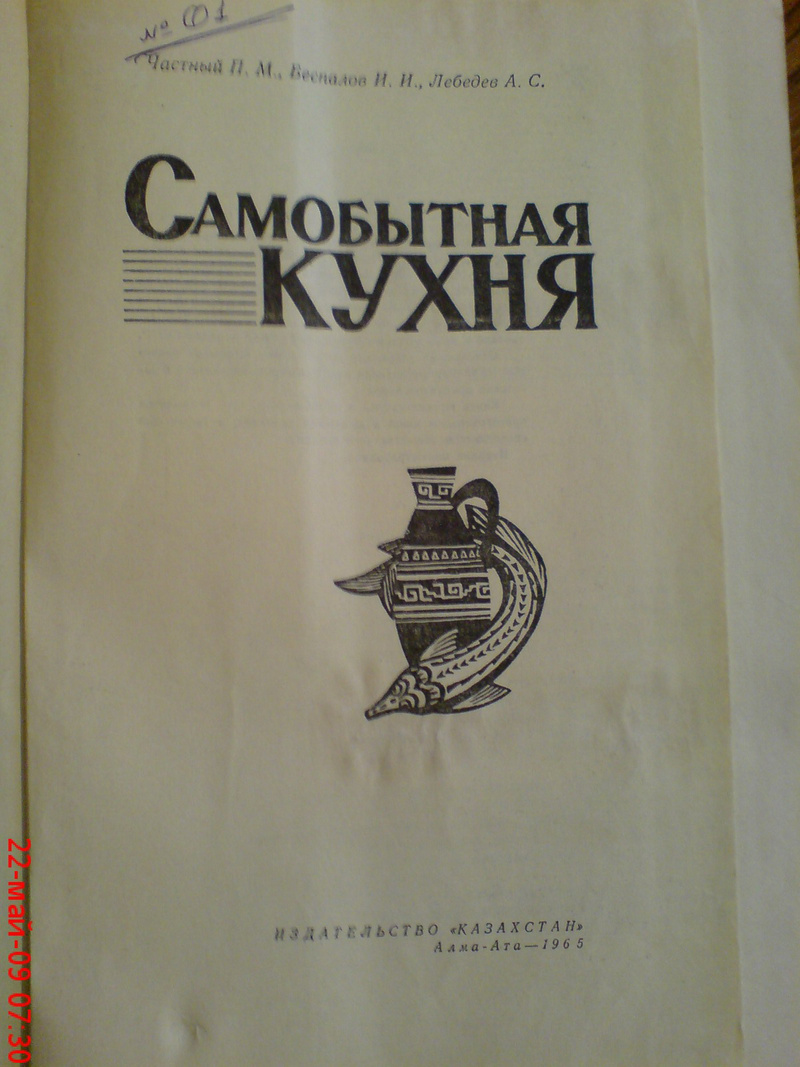 № 01
Частный П. М., Беспалов И. И., Лебедев А. С.
САМОБЫТНАЯ
КУХНЯ
ИЗДАТЕЛЬСТВО «КАЗАХСТАН»
Алма-Ата—1965
22-май-09 07:30